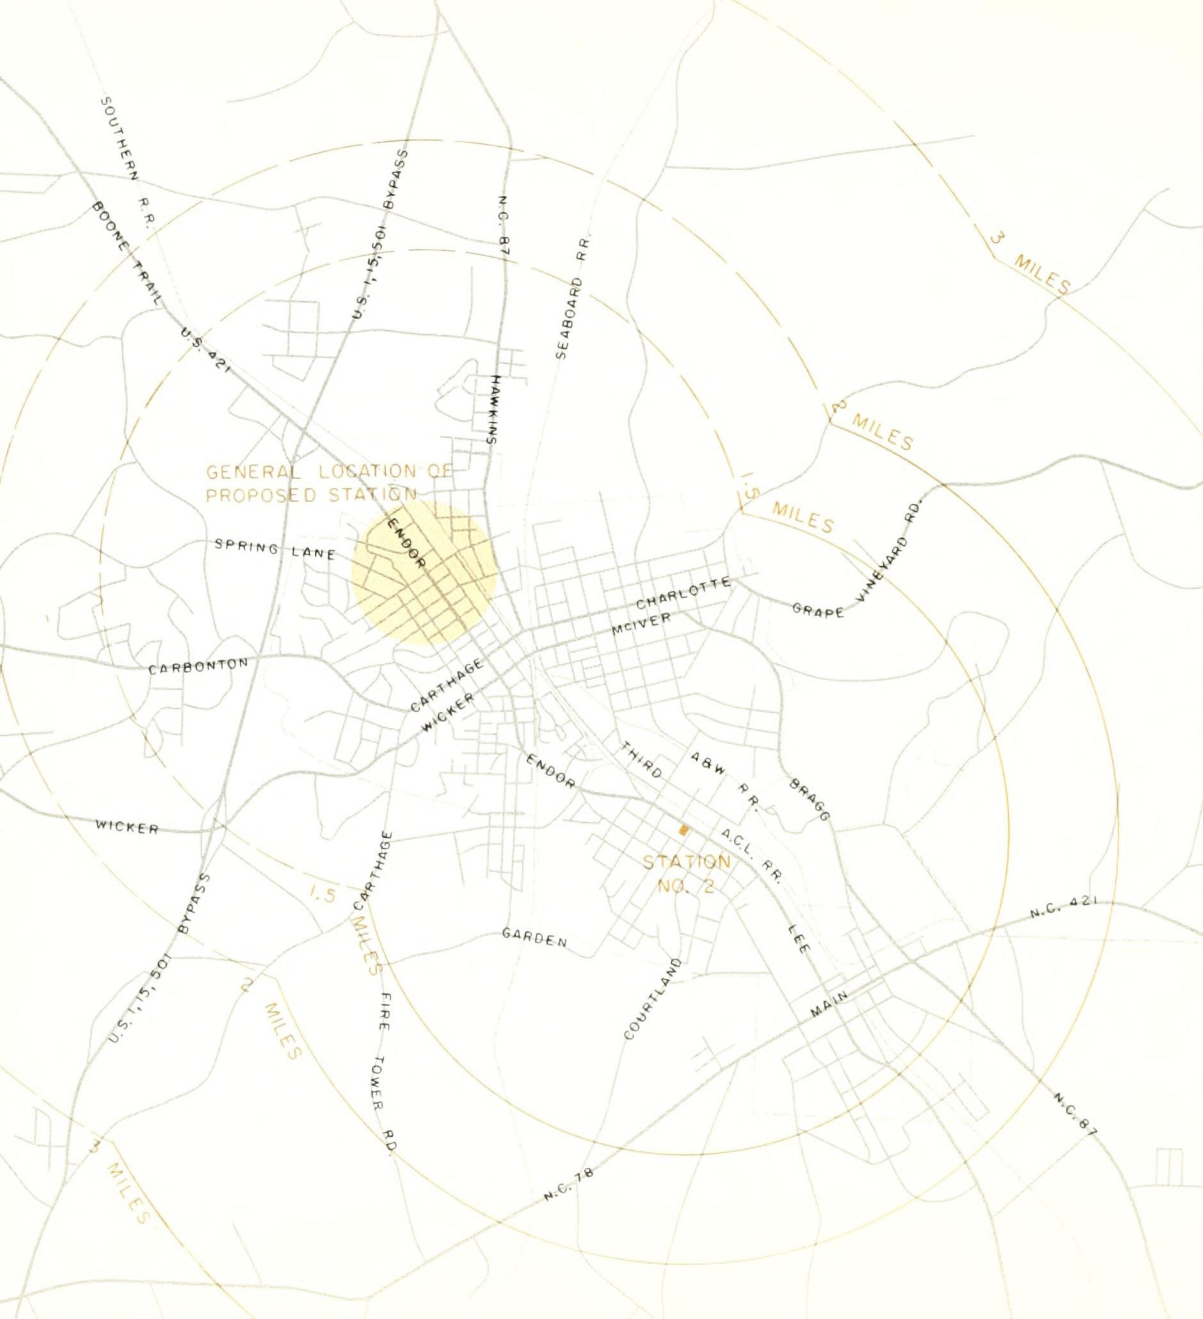 SOUTHERN R.R.
BOONE TRAIL
U.S. 421
U.S. 1,15,501 BYPASS
N.C. 87
SEABOARD RR.
HAWKINS
3 MILES
2 MILES
1.5 MILES
GENERAL LOCATION OF
PROPOSED STATION
ENDOR
SPRING LANE
CARBONTON
CHARLOTTE
McIVER
GRAPE VINEYARD RD.
CARTHAGE
WICKER
WICKER
ENDOR
THIRD
A&W R R.
BRAGG
A.C.L. RR.
STATION
NO. 2
CARTHAGE
1.5 MILES
U.S. 1,15,501 BYPASS
2 MILES
GARDEN
COURTLAND
LEE
MAIN
N.C. 421
FIRE TOWER RD.
N.C. 87
N.C. 78
3 MILES